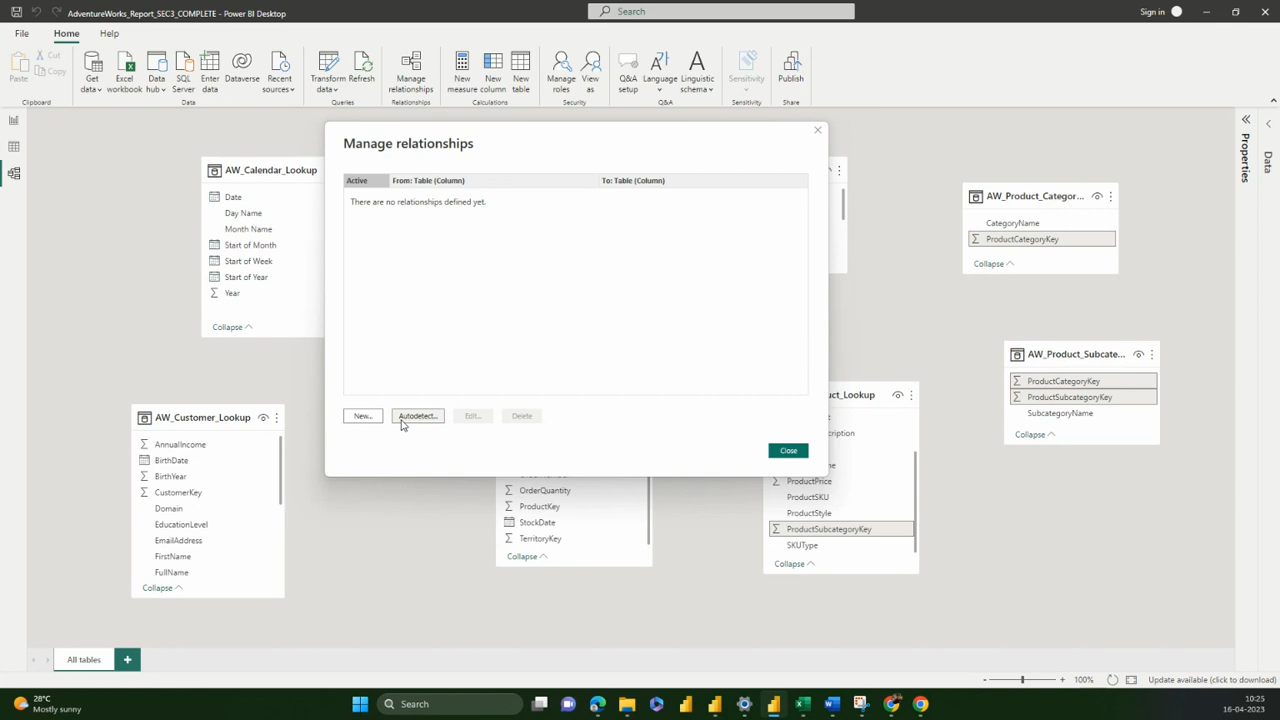 AdventureWorks_Report_SEC3_COMPLETE - Power BI Desktop
Search
Sign in
File
Home
Help
Paste
Cut
Copy
Get data
Excel workbook
Data hub
SQL Server
Enter data
Dataverse
Recent sources
Transform data
Refresh
Manage relationships
New measure
New column
New table
Manage roles
View as
Q&A setup
Language
Linguistic schema
Sensitivity
Publish
Clipboard
Data
Queries
Relationships
Calculations
Security
Q&A
Sensitivity
Share
Manage relationships
Active
From: Table (Column)
To: Table (Column)
There are no relationships defined yet.
New...
Autodetect...
Edit...
Delete
Close
AW_Calendar_Lookup
Date
Day Name
Month Name
Start of Month
Start of Week
Start of Year
Year
Collapse
AW_Product_Categor...
CategoryName
ProductCategoryKey
Collapse
AW_Product_Subcate...
ProductCategoryKey
ProductSubcategoryKey
SubcategoryName
Collapse
AW_Customer_Lookup
AnnualIncome
BirthDate
BirthYear
CustomerKey
Domain
EducationLevel
EmailAddress
FirstName
FullName
Collapse
OrderQuantity
ProductKey
StockDate
TerritoryKey
Collapse
uct_Lookup
cription
me
ProductPrice
ProductSKU
ProductStyle
ProductSubcategoryKey
SKUType
Collapse
Properties
Data
All tables
100%
Update available (click to download)
28°C
Mostly sunny
Search
10:25
16-04-2023